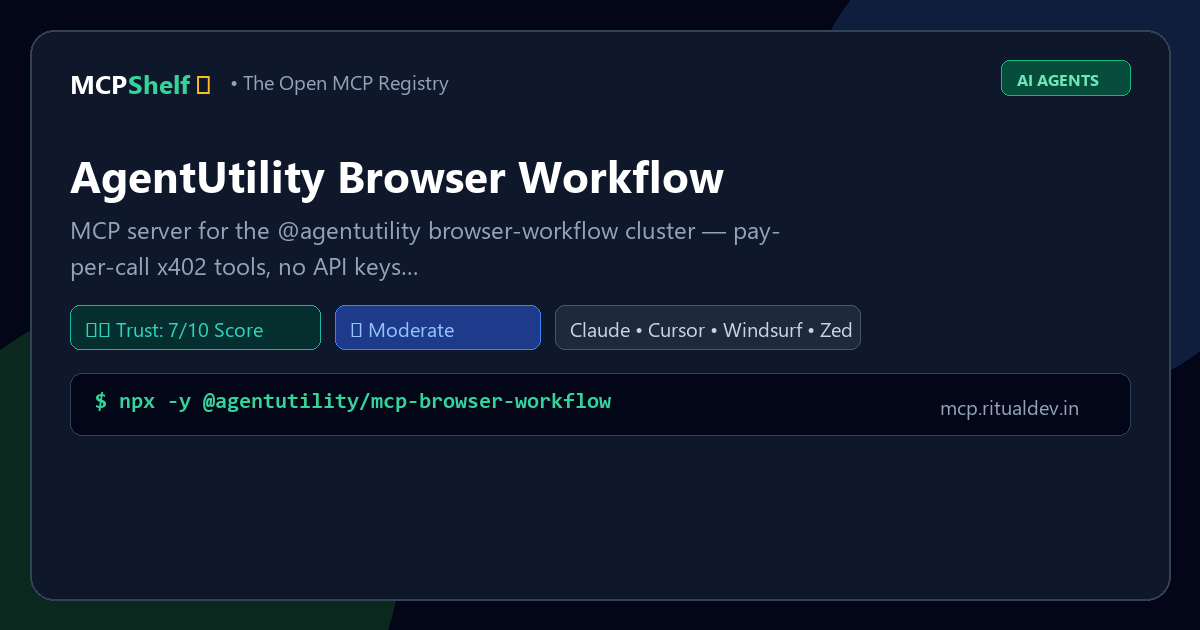 MCPShelf • The Open MCP Registry
AI AGENTS
AgentUtility Browser Workflow
MCP server for the @agentutility browser-workflow cluster — pay-
per-call x402 tools, no API keys...
Trust: 7/10 Score
Moderate
Claude • Cursor • Windsurf • Zed
$ npx -y @agentutility/mcp-browser-workflow
mcp.ritualdev.in